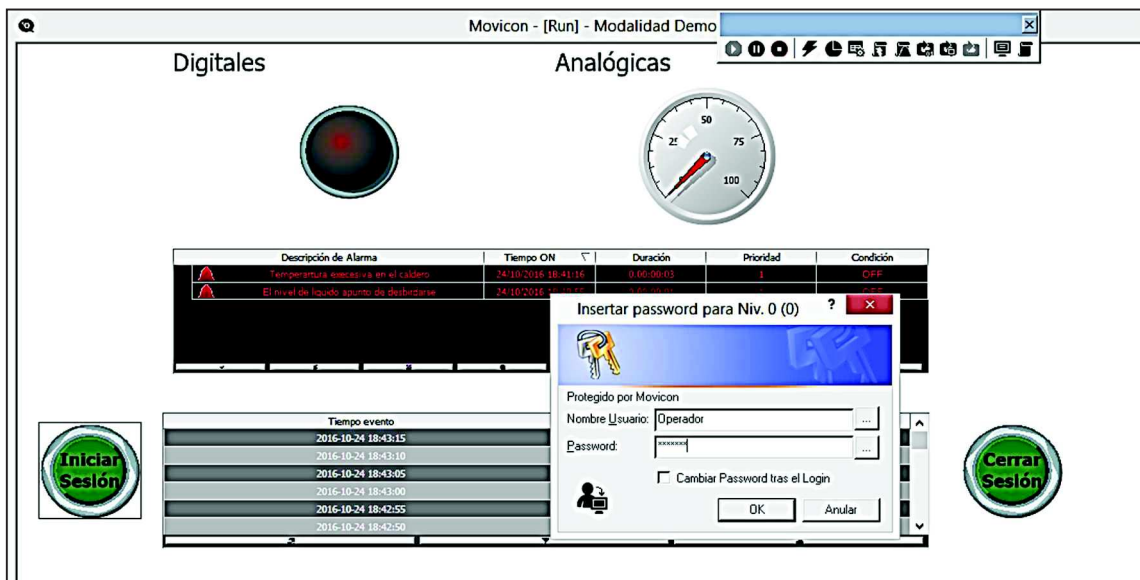 Movicon - [Run] - Modalidad Demo
Digitales
Analógicas
50
25
75
100
Descripción de Alarma Tiempo ON Duración Prioridad Condición
Temperartura execesiva en el caldero 24/10/2016 18:41:16 0.00:00:03 1 OFF
El nivel de liquido apunto de desbirdarse 24/10/2016
Insertar password para Niv. 0 (0)
Protegido por Movicon
Nombre Usuario: Operador ...
Password: ××××××× ...
Cambiar Password tras el Login
OK Anular
Tiempo evento
2016-10-24 18:43:15
2016-10-24 18:43:10
2016-10-24 18:43:05
2016-10-24 18:43:00
2016-10-24 18:42:55
2016-10-24 18:42:50
Iniciar Sesión
Cerrar Sesión